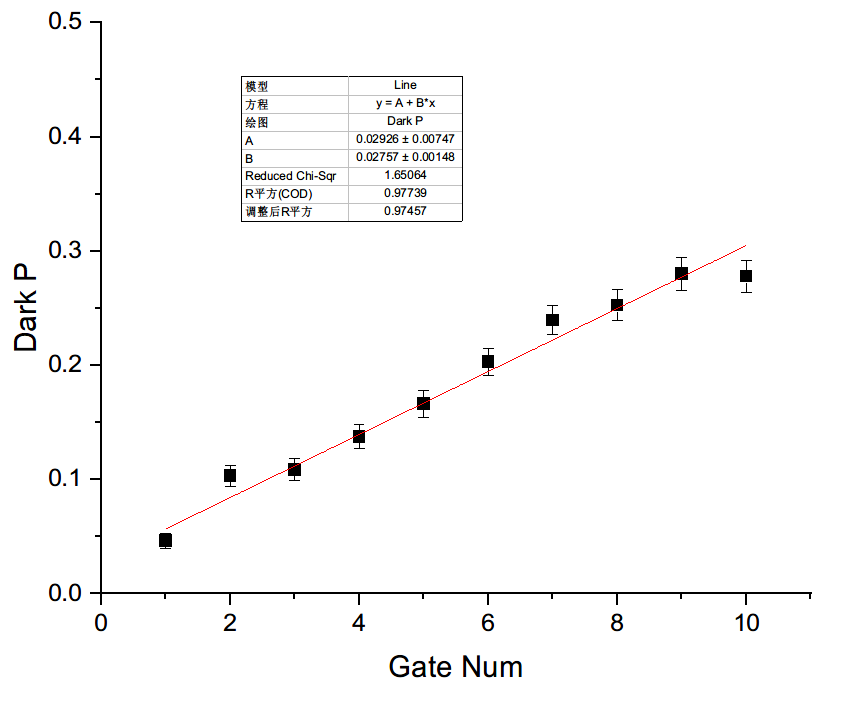 0.5
模型 Line
方程 y = A + B*x
绘图 Dark P
A 0.02926 ± 0.00747
B 0.02757 ± 0.00148
Reduced Chi-Sqr 1.65064
R平方(COD) 0.97739
调整后R平方 0.97457
0.4
0.3
0.2
0.1
0.0
Dark P
0 2 4 6 8 10
Gate Num